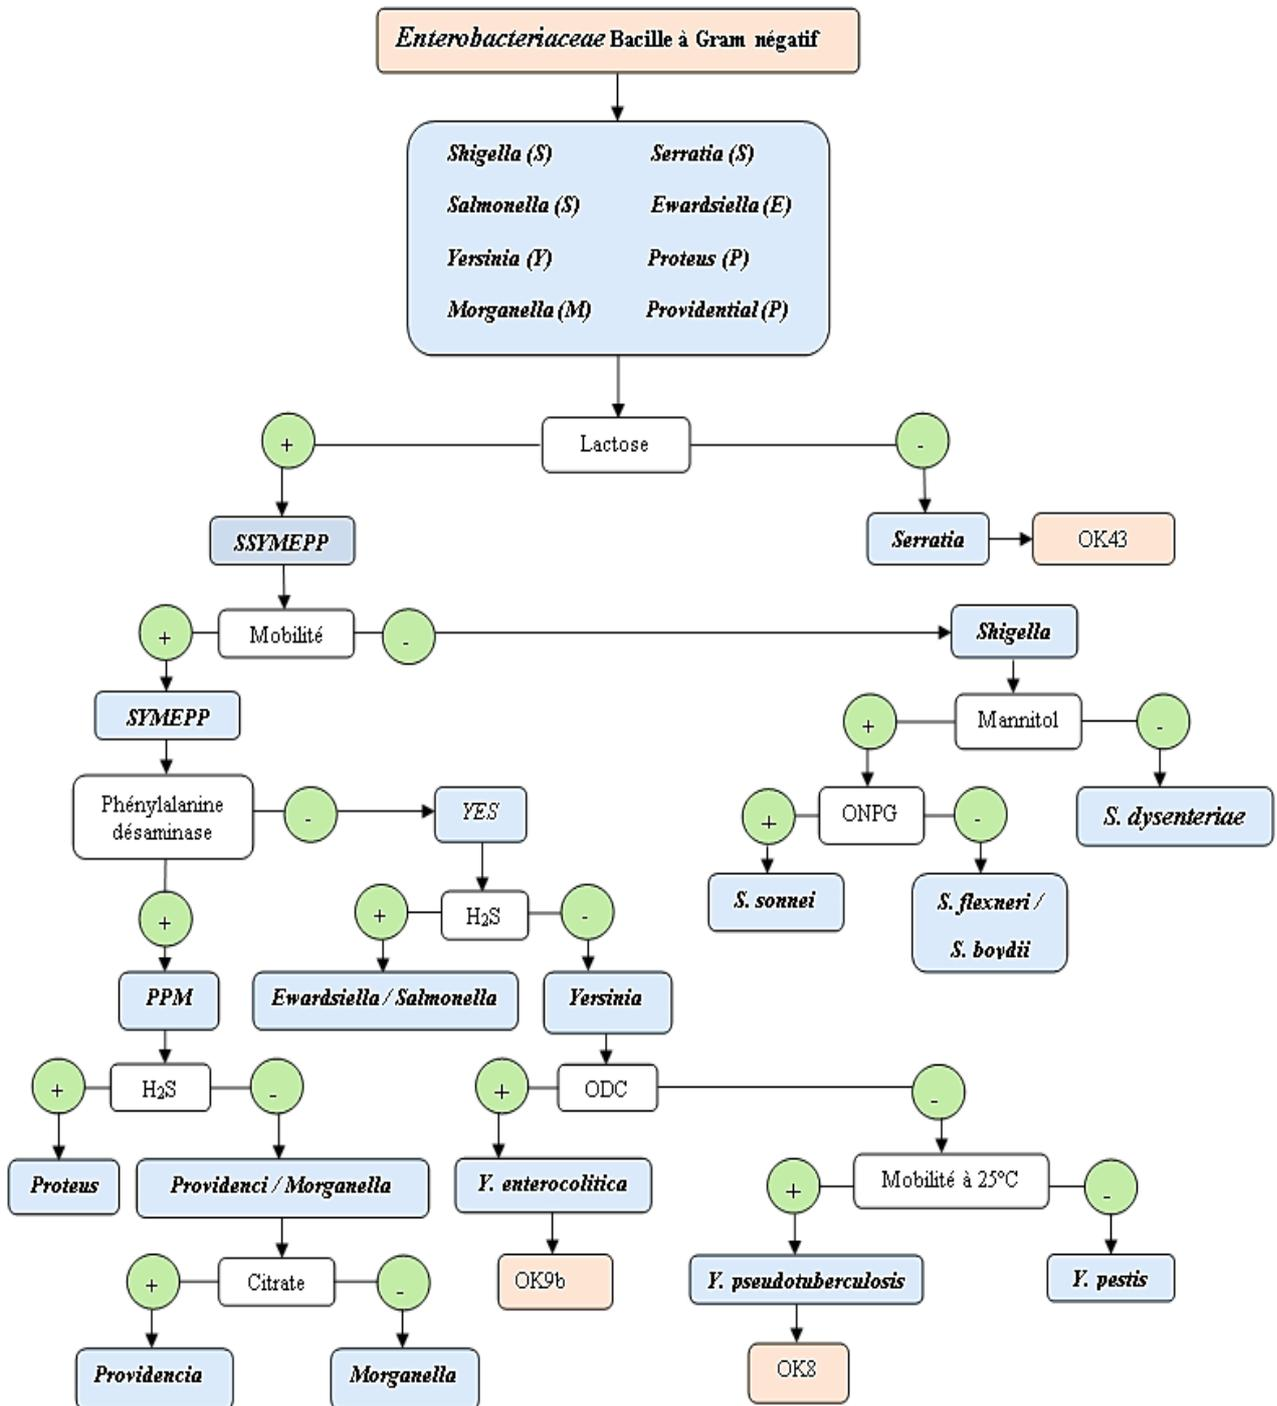 Enterobacteriaceae Bacille à Gram négatif
Shigella (S)
Serratia (S)
Salmonella (S)
Ewardsiella (E)
Yersinia (Y)
Proteus (P)
Morganella (M)
Providential (P)
+
Lactose
-
SSYMEPP
Serratia
OK43
+
Mobilité
-
Shigella
SYMEPP
+
Mannitol
-
Phénylalanine
désaminase
-
YES
+
ONPG
-
S. dysenteriae
S. sonnei
S. flexneri /
S. boydii
+
+
H₂S
-
PPM
Ewardsiella / Salmonella
Yersinia
+
H₂S
-
+
ODC
-
Proteus
Providenci / Morganella
Y. enterocolitica
+
Mobilité à 25°C
-
+
Citrate
-
OK9b
Y. pseudotuberculosis
Y. pestis
Providencia
Morganella
OK8